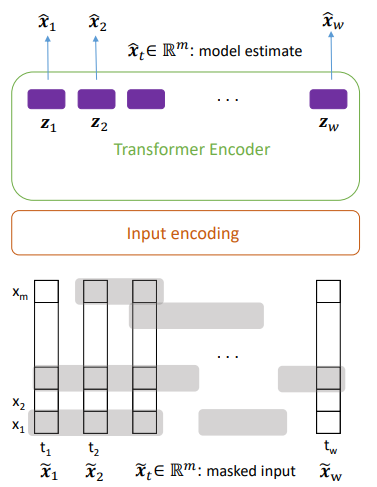 x̂₁ x̂₂ x̂w
x̂ₜ ∈ ℝᵐ: model estimate
. . .
z₁ z₂ zw
Transformer Encoder
Input encoding
xₘ
. . .
x₂
x₁
t₁ t₂ tw
x̃₁ x̃₂ x̃ₜ ∈ ℝᵐ: masked input x̃w